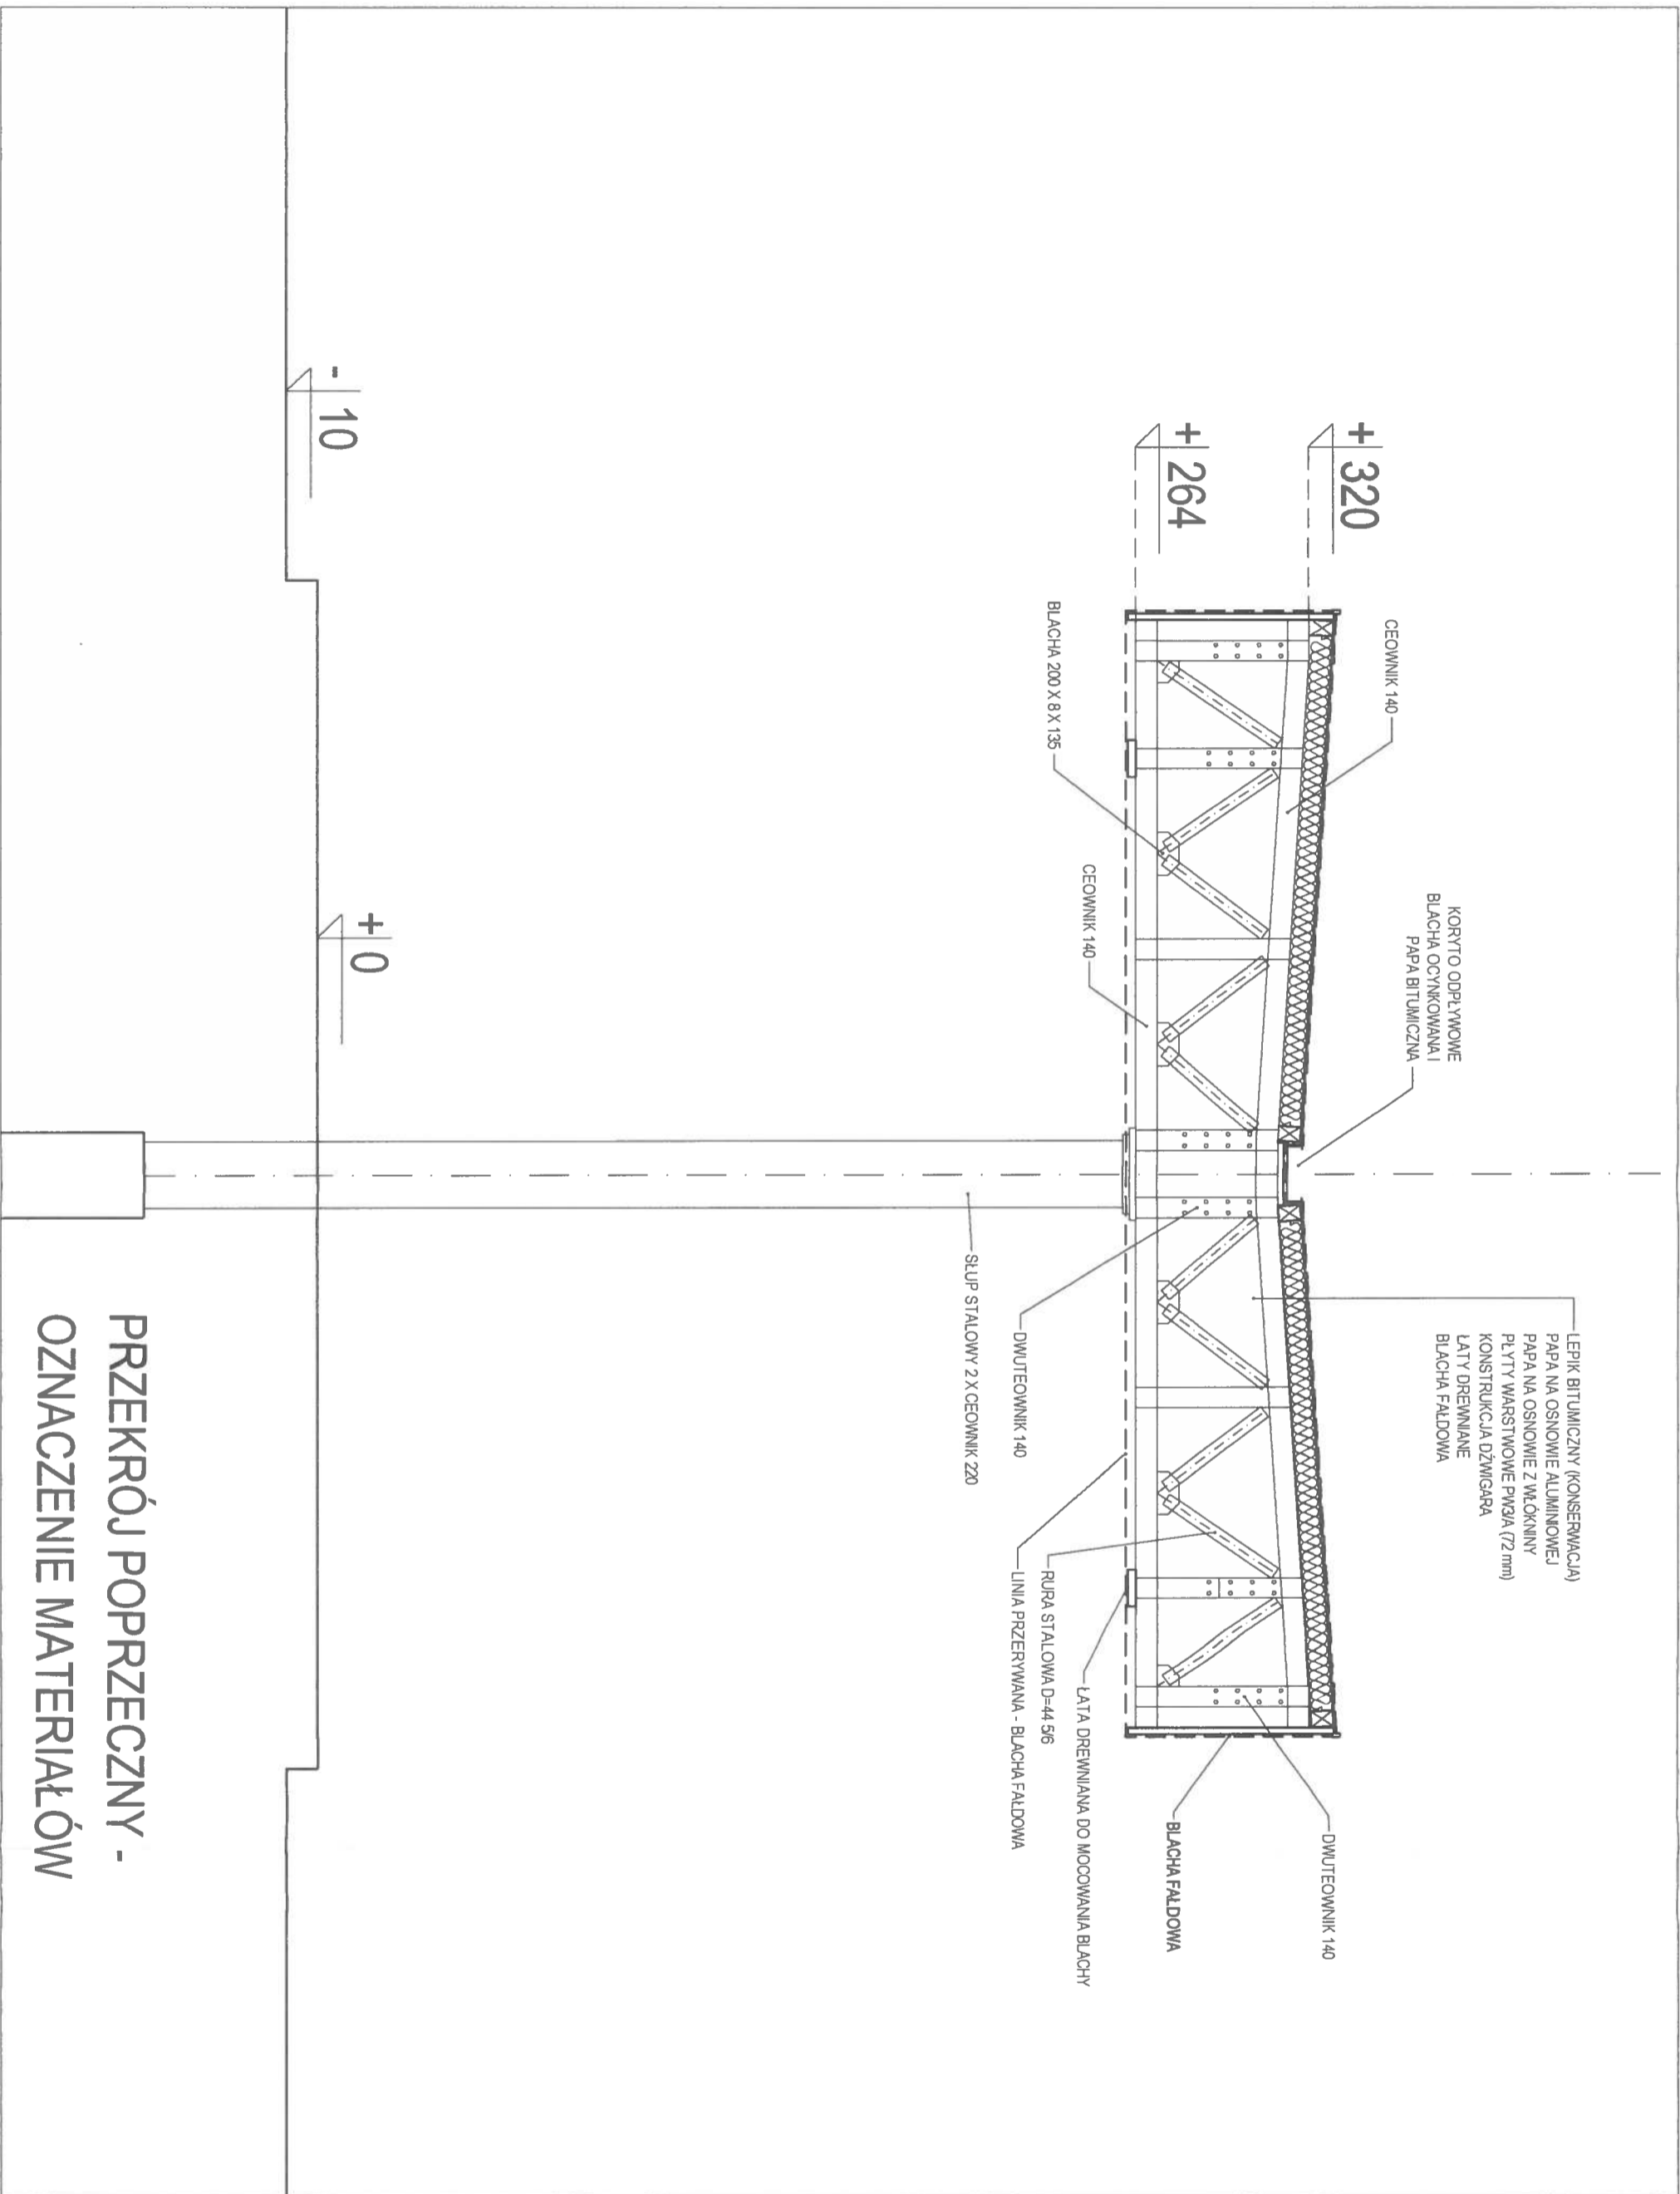 LEPIK BITUMICZNY (KONSERWACJA)
PAPA NA OSNOWIE ALUMINIOWEJ
PAPA NA OSNOWIE Z WŁÓKNINY
PŁYTY WARSTWOWE PW3/A (72 mm)
KONSTRUKCJA DŹWIGARA
ŁATY DREWNIANE
BLACHA FAŁDOWA
KORYTO ODPŁYWOWE
BLACHA OCYNKOWANA I
PAPA BITUMICZNA
CEOWNIK 140
+ 320
DWUTEOWNIK 140
+ 264
BLACHA FAŁDOWA
BLACHA 200 X 8 X 135
CEOWNIK 140
ŁATA DREWNIANA DO MOCOWANIA BLACHY
RURA STALOWA D=44 5/6
LINIA PRZERYWANA - BLACHA FAŁDOWA
DWUTEOWNIK 140
SŁUP STALOWY 2 X CEOWNIK 220
+ 0
- 10
PRZEKRÓJ POPRZECZNY -
OZNACZENIE MATERIAŁÓW